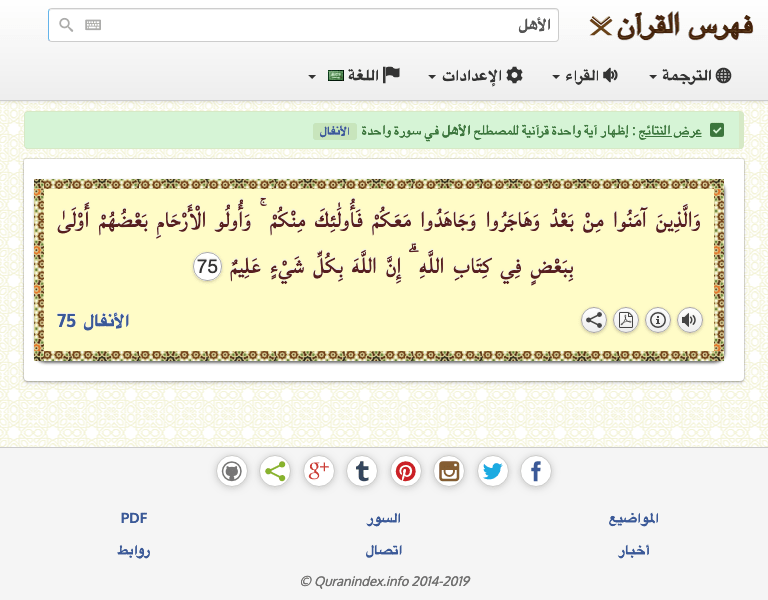 فهرس القرآن
الأهل
الترجمة
القراء
الإعدادات
اللغة
عرض النتائج : إظهار آية واحدة قرآنية للمصطلح الأهل في سورة واحدة الأنفال
وَالَّذِينَ آمَنُوا مِنْ بَعْدُ وَهَاجَرُوا وَجَاهَدُوا مَعَكُمْ فَأُولَٰئِكَ مِنْكُمْ ۚ وَأُولُو الْأَرْحَامِ بَعْضُهُمْ أَوْلَىٰ
بِبَعْضٍ فِي كِتَابِ اللَّهِ ۗ إِنَّ اللَّهَ بِكُلِّ شَيْءٍ عَلِيمٌ 75
الأنفال 75
المواضيع السور PDF
أخبار اتصال روابط
© Quranindex.info 2014-2019